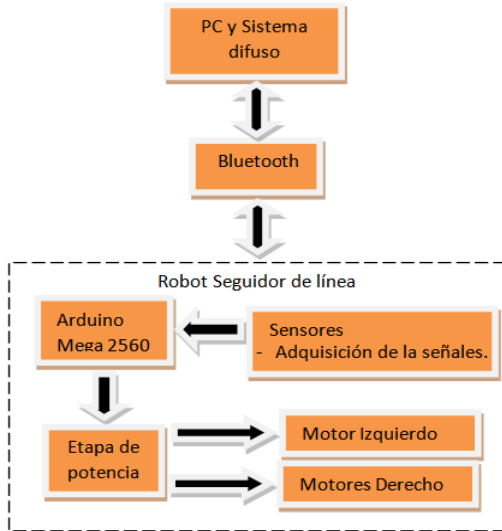 PC y Sistema
difuso
Bluetooth
Robot Seguidor de línea
Arduino
Mega 2560
Sensores
- Adquisición de la señales.
Etapa de
potencia
Motor Izquierdo
Motores Derecho